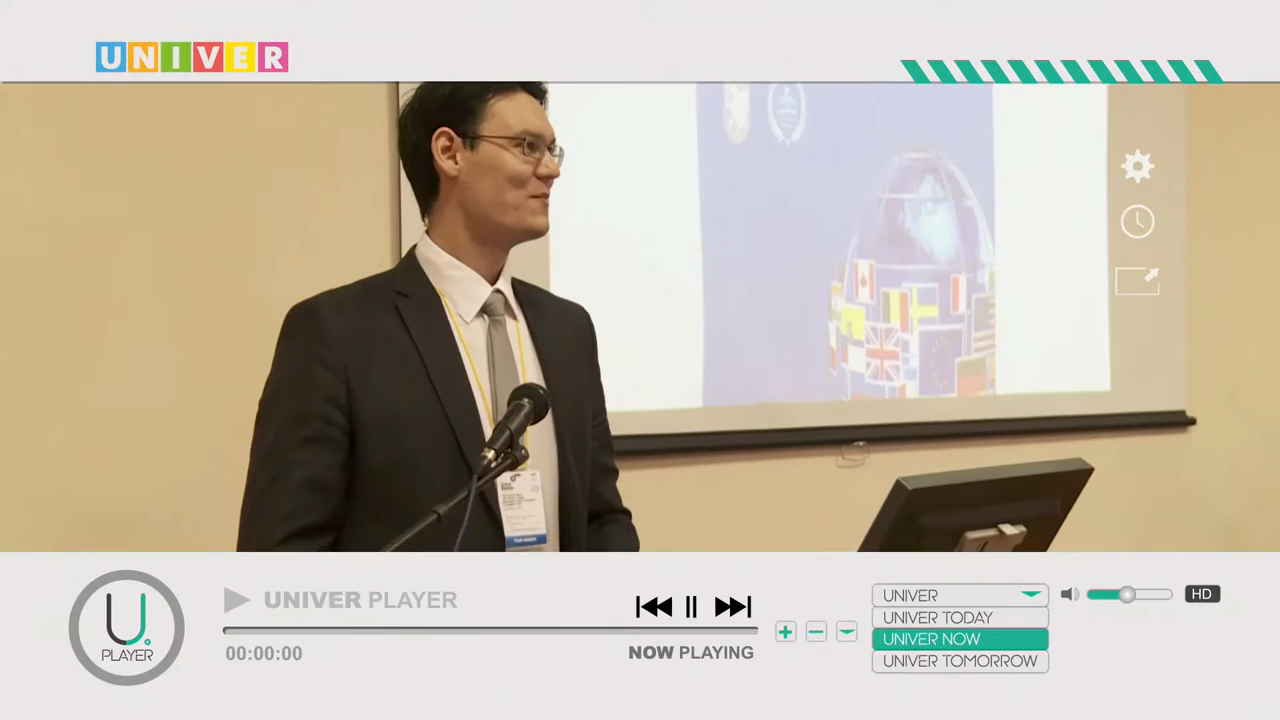 UNIVER
UNIVER PLAYER
00:00:00
NOW PLAYING
U.
PLAYER
UNIVER
UNIVER TODAY
UNIVER NOW
UNIVER TOMORROW
HD